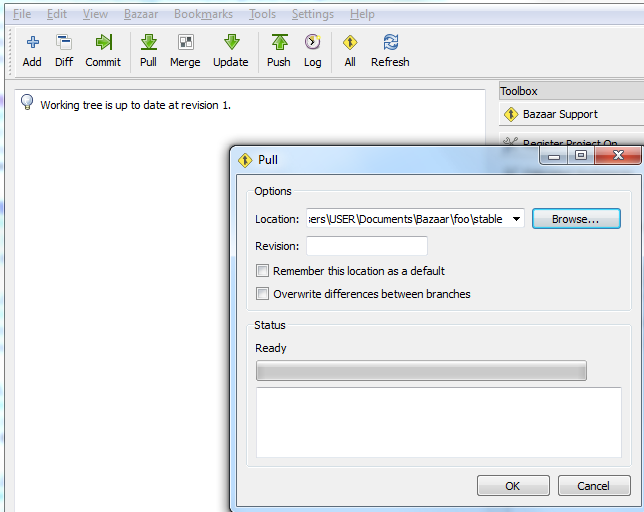 File Edit View Bazaar Bookmarks Tools Settings Help
Add Diff Commit Pull Merge Update Push Log All Refresh
Working tree is up to date at revision 1.
Toolbox
Bazaar Support
Register Project On
Pull
Options
Location: sers\USER\Documents\Bazaar\foo\stable Browse...
Revision:
Remember this location as a default
Overwrite differences between branches
Status
Ready
OK Cancel